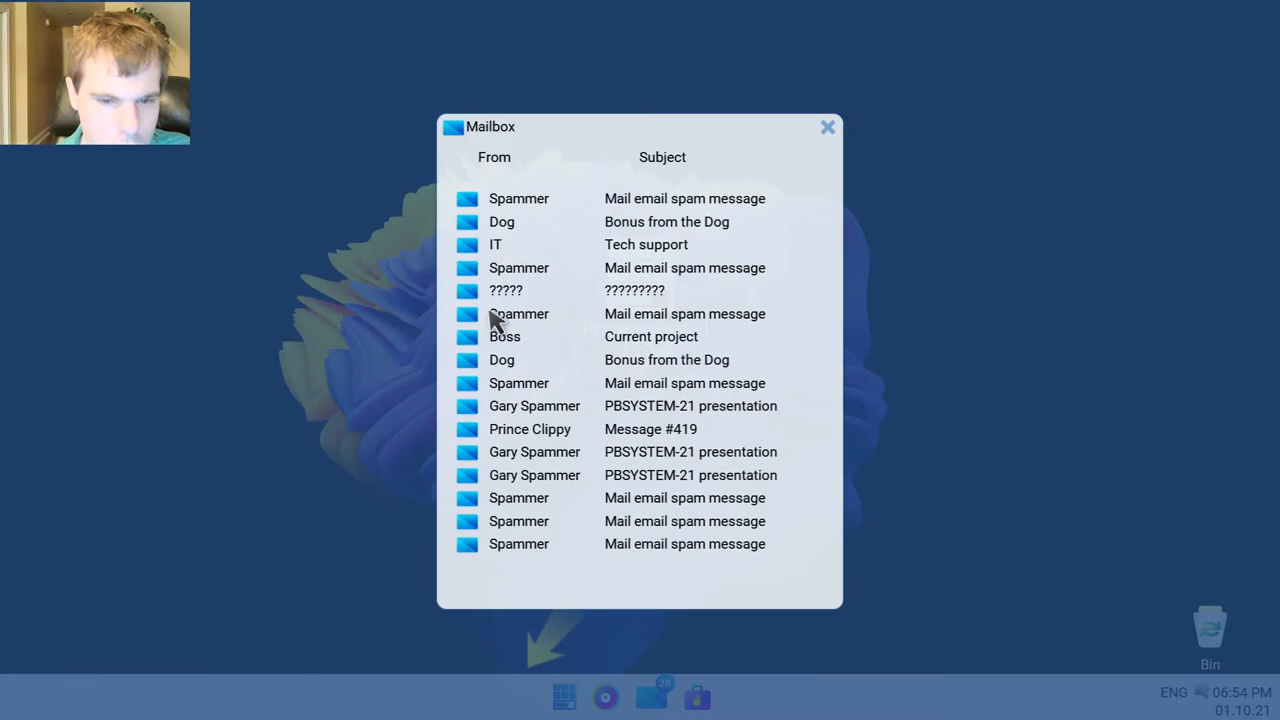 Mailbox
From Subject
Spammer Mail email spam message
Dog Bonus from the Dog
IT Tech support
Spammer Mail email spam message
????? ?????????
Spammer Mail email spam message
Boss Current project
Dog Bonus from the Dog
Spammer Mail email spam message
Gary Spammer PBSYSTEM-21 presentation
Prince Clippy Message #419
Gary Spammer PBSYSTEM-21 presentation
Gary Spammer PBSYSTEM-21 presentation
Spammer Mail email spam message
Spammer Mail email spam message
Spammer Mail email spam message
Bin
28
ENG 06:54 PM
01.10.21